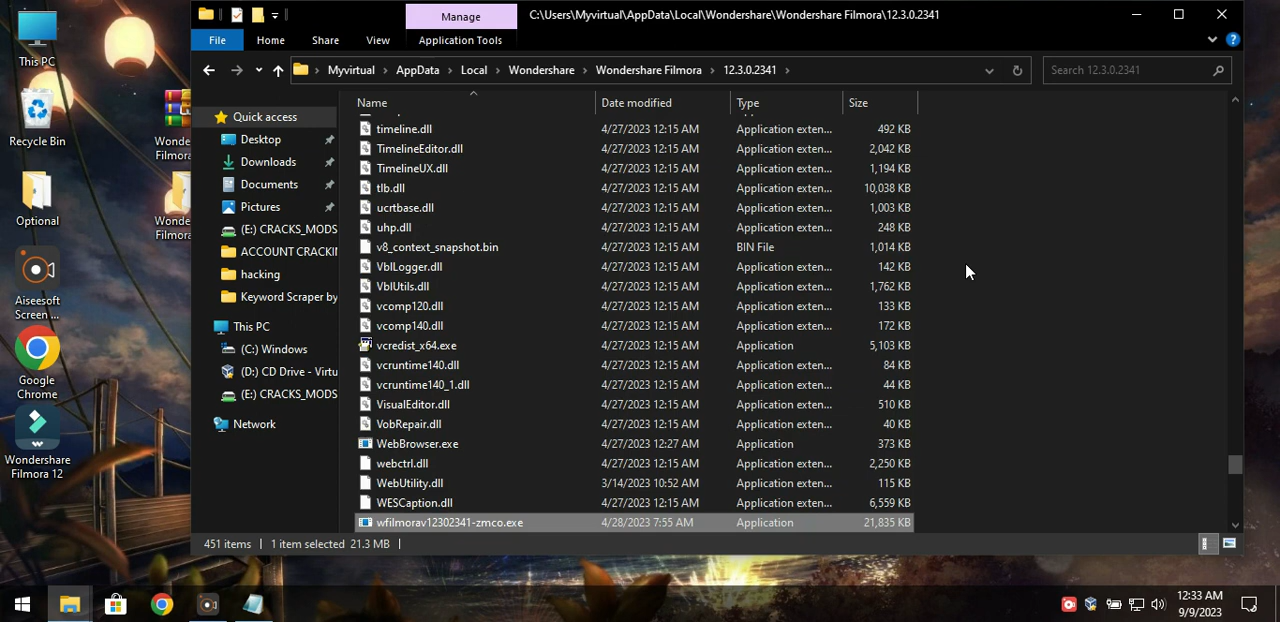 This PC
Recycle Bin
Optional
Aiseesoft
Screen ...
Google
Chrome
Wondershare
Filmora 12
Wonde
Filmora
Wonde
Filmora
Manage
C:\Users\Myvirtual\AppData\Local\Wondershare\Wondershare Filmora\12.3.0.2341
File Home Share View Application Tools
Myvirtual > AppData > Local > Wondershare > Wondershare Filmora > 12.3.0.2341 >
Search 12.3.0.2341
Quick access
Desktop
Downloads
Documents
Pictures
(E:) CRACKS_MODS
ACCOUNT CRACKI
hacking
Keyword Scraper by
This PC
(C:) Windows
(D:) CD Drive - Virtu
(E:) CRACKS_MODS
Network
Name Date modified Type Size
timeline.dll 4/27/2023 12:15 AM Application exten... 492 KB
TimelineEditor.dll 4/27/2023 12:15 AM Application exten... 2,042 KB
TimelineUX.dll 4/27/2023 12:15 AM Application exten... 1,194 KB
tlb.dll 4/27/2023 12:15 AM Application exten... 10,038 KB
ucrtbase.dll 4/27/2023 12:15 AM Application exten... 1,003 KB
uhp.dll 4/27/2023 12:15 AM Application exten... 248 KB
v8_context_snapshot.bin 4/27/2023 12:15 AM BIN File 1,014 KB
VblLogger.dll 4/27/2023 12:15 AM Application exten... 142 KB
VblUtils.dll 4/27/2023 12:15 AM Application exten... 1,762 KB
vcomp120.dll 4/27/2023 12:15 AM Application exten... 133 KB
vcomp140.dll 4/27/2023 12:15 AM Application exten... 172 KB
vcredist_x64.exe 4/27/2023 12:15 AM Application 5,103 KB
vcruntime140.dll 4/27/2023 12:15 AM Application exten... 84 KB
vcruntime140_1.dll 4/27/2023 12:15 AM Application exten... 44 KB
VisualEditor.dll 4/27/2023 12:15 AM Application exten... 510 KB
VobRepair.dll 4/27/2023 12:15 AM Application exten... 40 KB
WebBrowser.exe 4/27/2023 12:27 AM Application 373 KB
webctrl.dll 4/27/2023 12:15 AM Application exten... 2,250 KB
WebUtility.dll 3/14/2023 10:52 AM Application exten... 115 KB
WESCaption.dll 4/27/2023 12:15 AM Application exten... 6,559 KB
wfilmorav12302341-zmco.exe 4/28/2023 7:55 AM Application 21,835 KB
451 items | 1 item selected 21.3 MB |
12:33 AM
9/9/2023